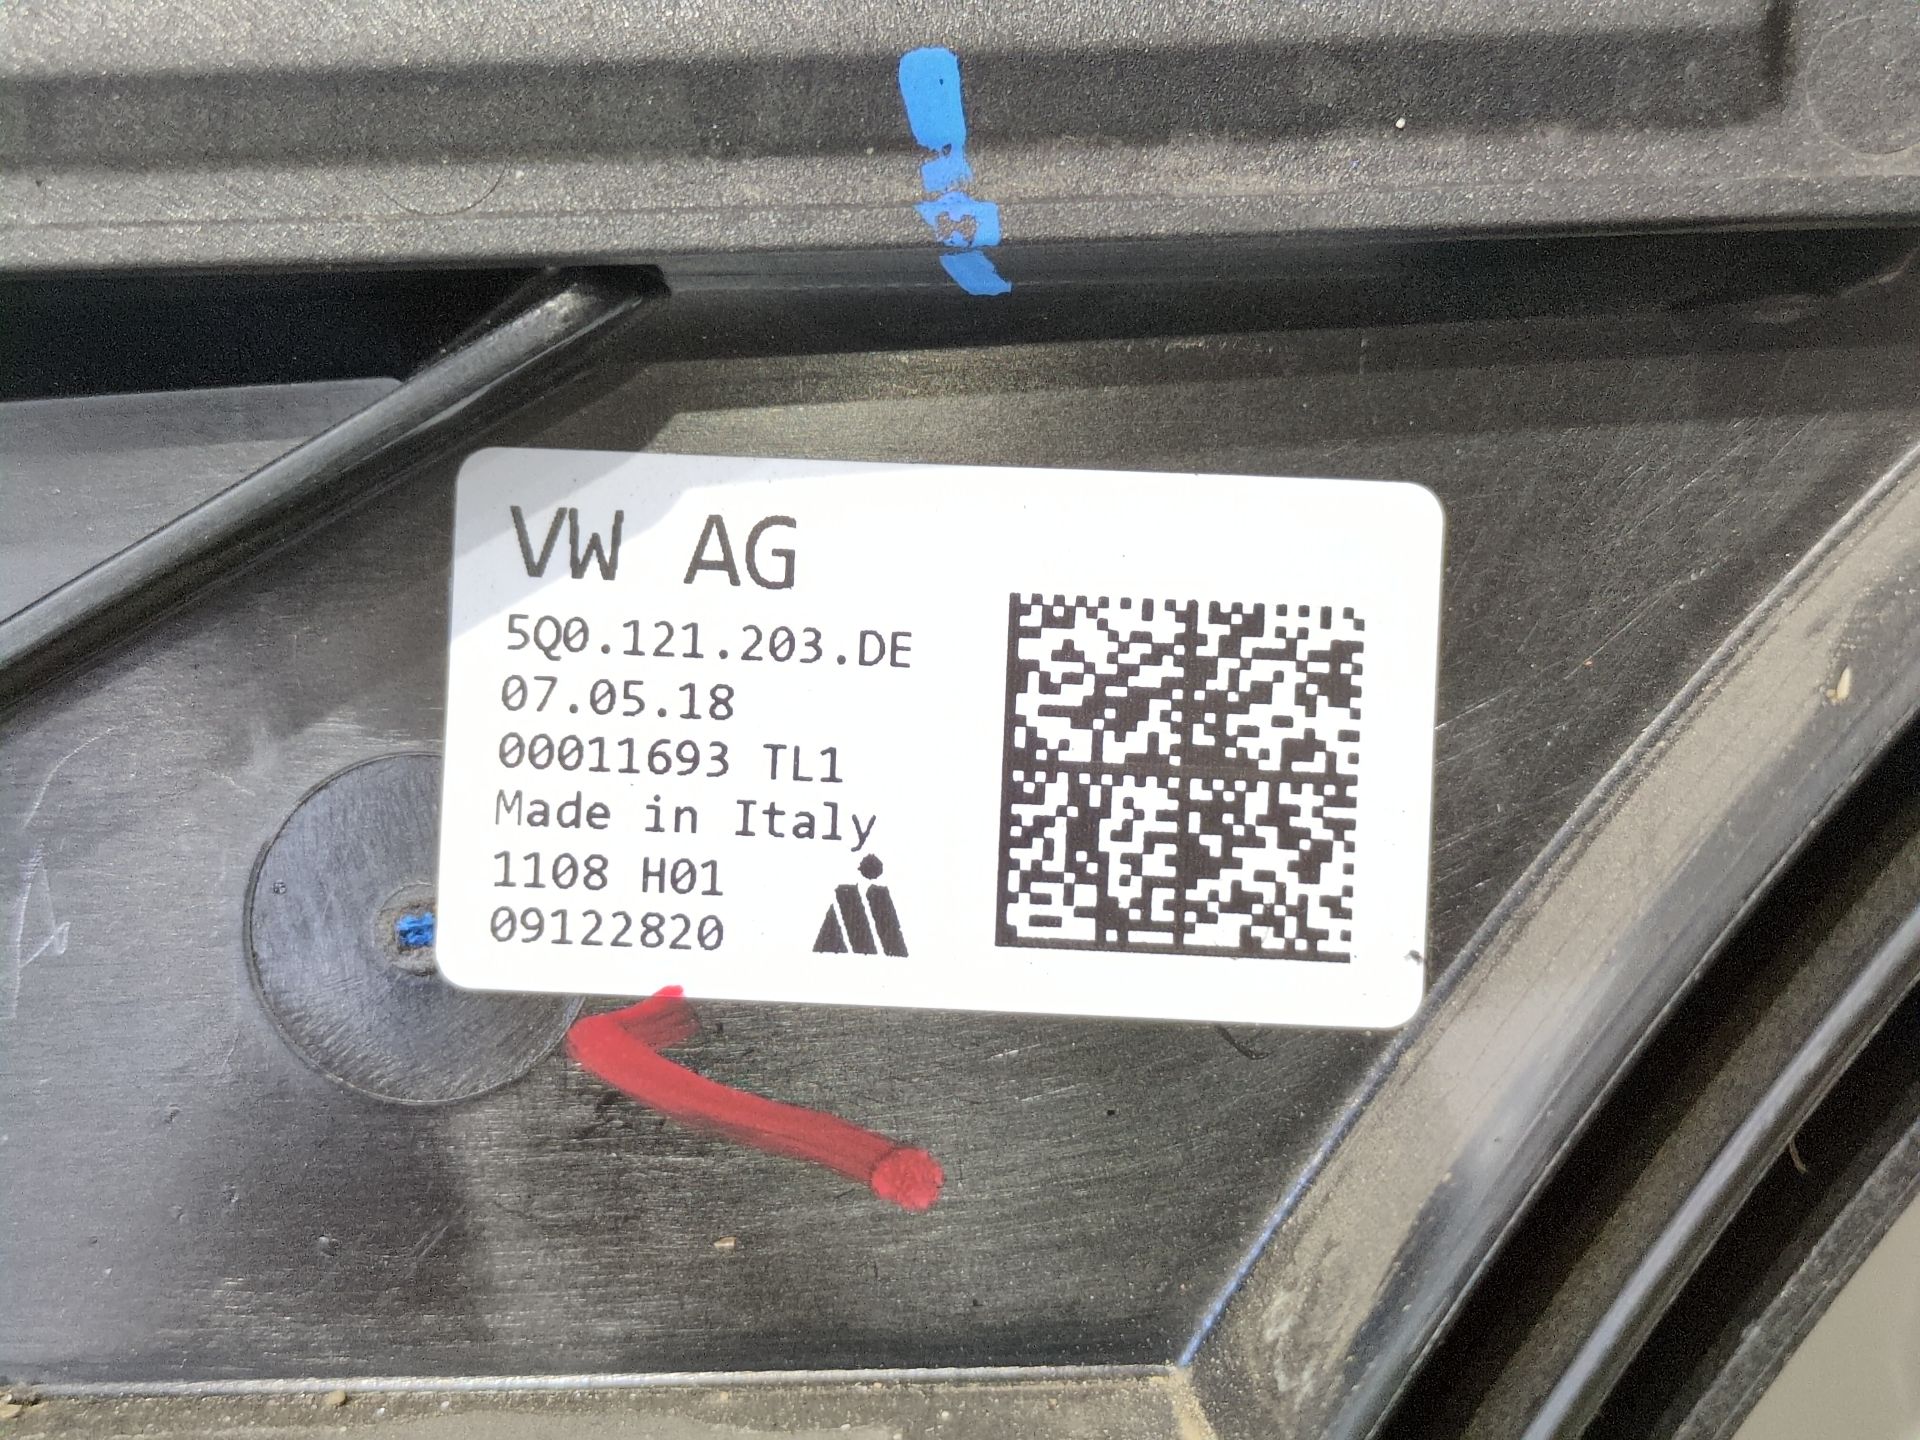 VW AG
5Q0.121.203.DE
07.05.18
00011693 TL1
Made in Italy
1108 H01
09122820